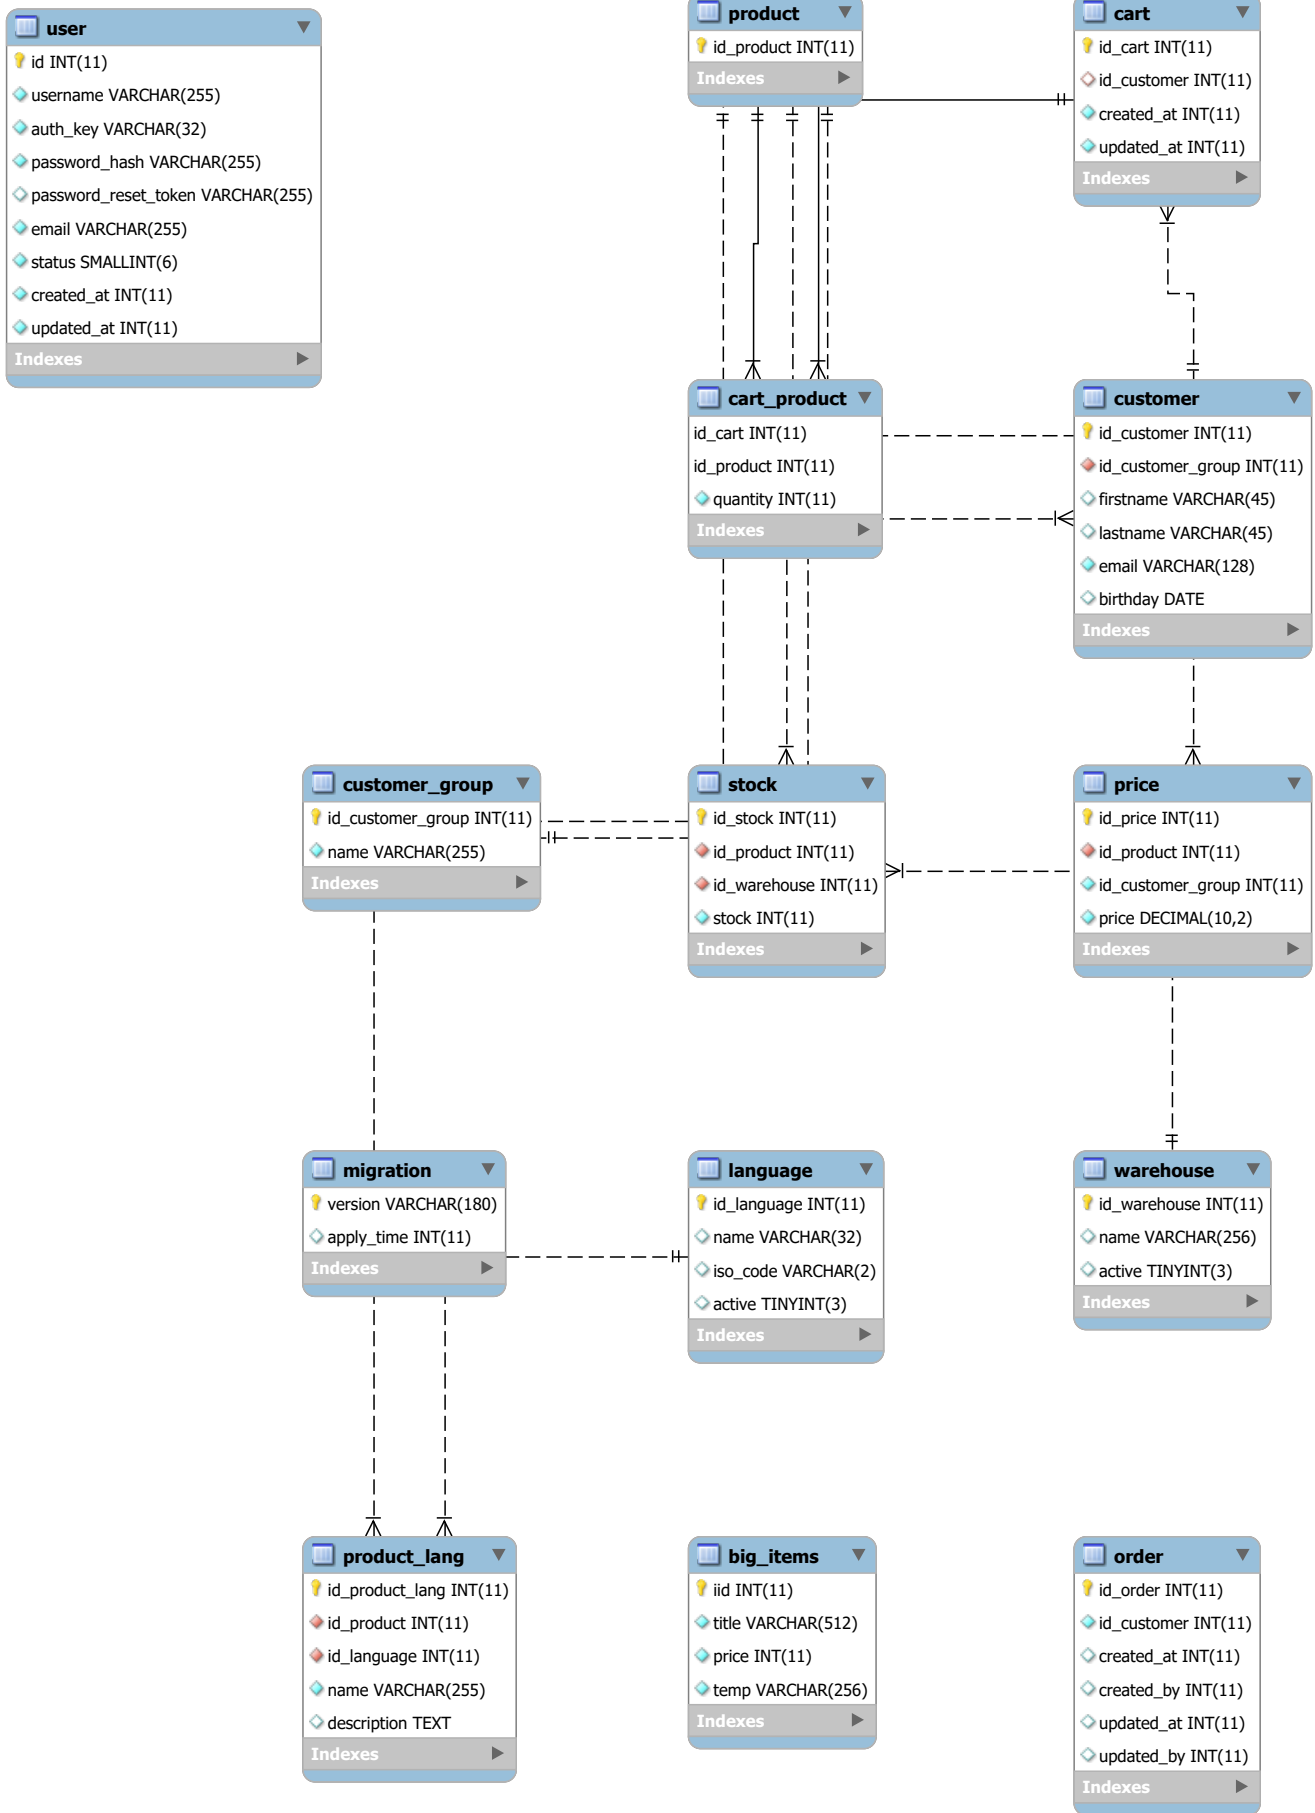 user
id INT(11)
username VARCHAR(255)
auth_key VARCHAR(32)
password_hash VARCHAR(255)
password_reset_token VARCHAR(255)
email VARCHAR(255)
status SMALLINT(6)
created_at INT(11)
updated_at INT(11)
Indexes
product
id_product INT(11)
Indexes
cart
id_cart INT(11)
id_customer INT(11)
created_at INT(11)
updated_at INT(11)
Indexes
cart_product
id_cart INT(11)
id_product INT(11)
quantity INT(11)
Indexes
customer
id_customer INT(11)
id_customer_group INT(11)
firstname VARCHAR(45)
lastname VARCHAR(45)
email VARCHAR(128)
birthday DATE
Indexes
customer_group
id_customer_group INT(11)
name VARCHAR(255)
Indexes
stock
id_stock INT(11)
id_product INT(11)
id_warehouse INT(11)
stock INT(11)
Indexes
price
id_price INT(11)
id_product INT(11)
id_customer_group INT(11)
price DECIMAL(10,2)
Indexes
migration
version VARCHAR(180)
apply_time INT(11)
Indexes
language
id_language INT(11)
name VARCHAR(32)
iso_code VARCHAR(2)
active TINYINT(3)
Indexes
warehouse
id_warehouse INT(11)
name VARCHAR(256)
active TINYINT(3)
Indexes
product_lang
id_product_lang INT(11)
id_product INT(11)
id_language INT(11)
name VARCHAR(255)
description TEXT
Indexes
big_items
iid INT(11)
title VARCHAR(512)
price INT(11)
temp VARCHAR(256)
Indexes
order
id_order INT(11)
id_customer INT(11)
created_at INT(11)
created_by INT(11)
updated_at INT(11)
updated_by INT(11)
Indexes